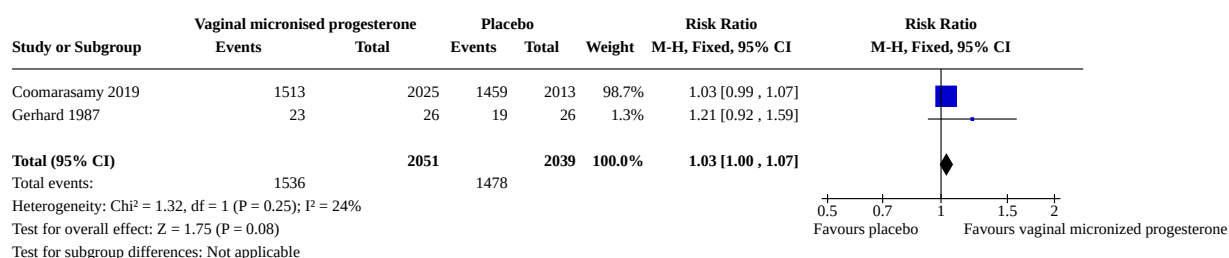 Vaginal micronised progesterone Placebo Risk Ratio Risk Ratio
Study or Subgroup Events Total Events Total Weight M-H, Fixed, 95% CI M-H, Fixed, 95% CI
Coomarasamy 2019 1513 2025 1459 2013 98.7% 1.03 [0.99 , 1.07]
Gerhard 1987 23 26 19 26 1.3% 1.21 [0.92 , 1.59]
Total (95% CI) 2051 2039 100.0% 1.03 [1.00 , 1.07]
Total events: 1536 1478
Heterogeneity: Chi² = 1.32, df = 1 (P = 0.25); I² = 24%
0.5 0.7 1 1.5 2
Test for overall effect: Z = 1.75 (P = 0.08) Favours placebo Favours vaginal micronized progesterone
Test for subgroup differences: Not applicable